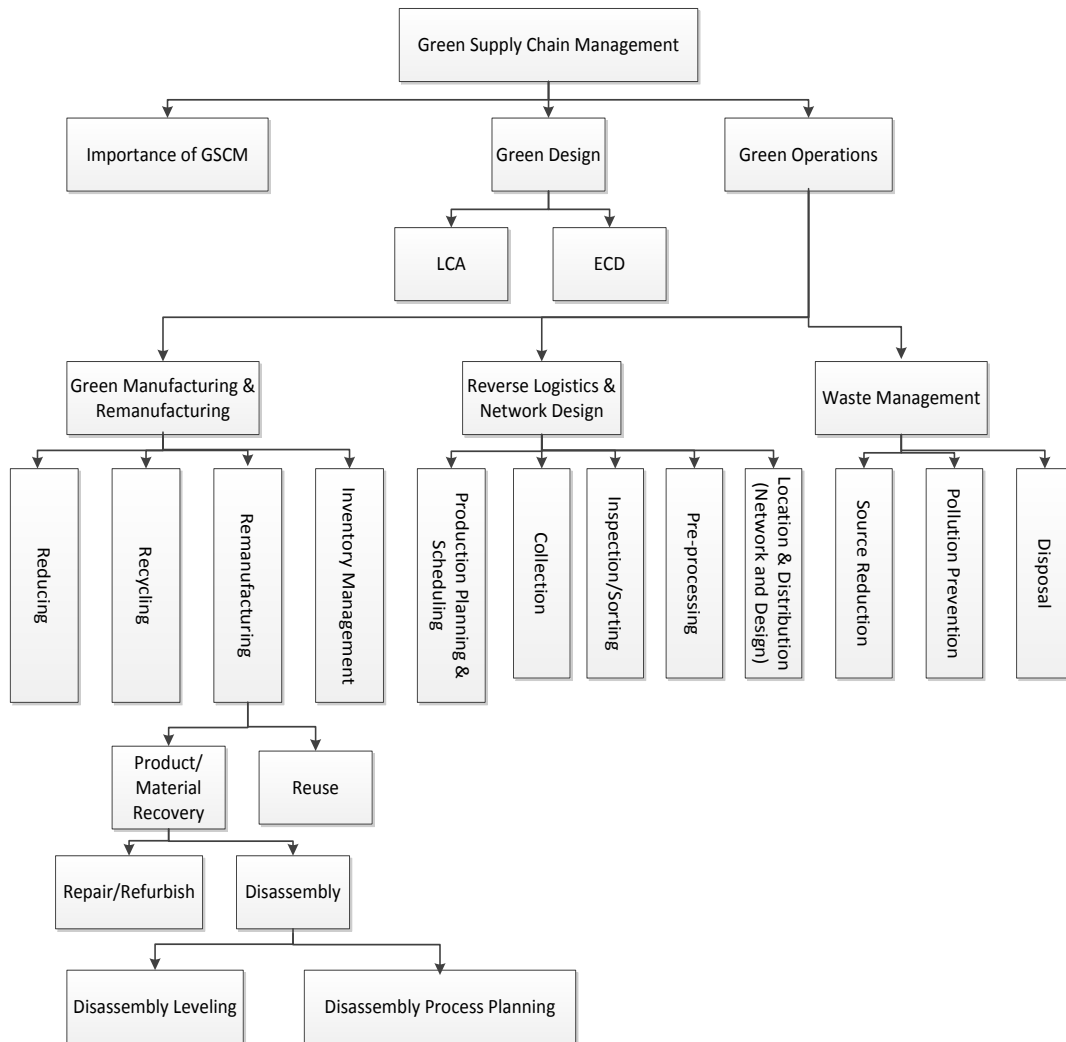 Green Supply Chain Management
Importance of GSCM
Green Design
Green Operations
LCA
ECD
Green Manufacturing &
Remanufacturing
Reverse Logistics &
Network Design
Waste Management
Reducing
Recycling
Remanufacturing
Inventory Management
Production Planning &
Scheduling
Collection
Inspection/Sorting
Pre-processing
Location & Distribution
(Network and Design)
Source Reduction
Pollution Prevention
Disposal
Product/
Material
Recovery
Reuse
Repair/Refurbish
Disassembly
Disassembly Leveling
Disassembly Process Planning